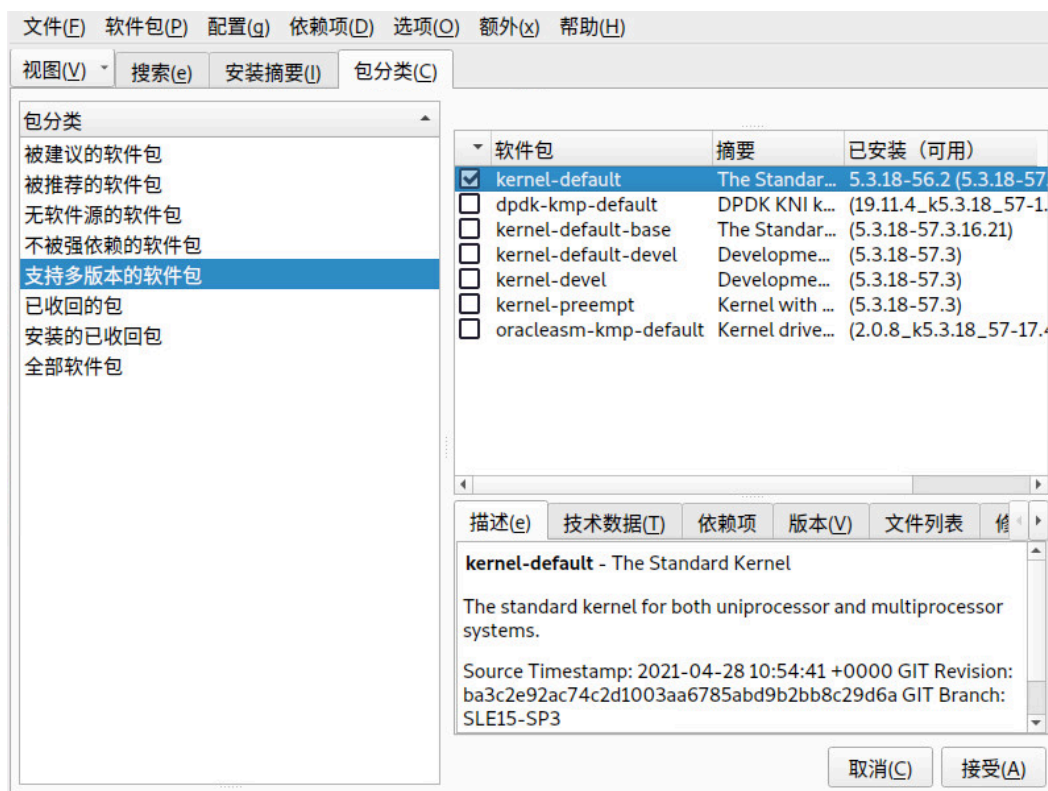 文件(F) 软件包(P) 配置(g) 依赖项(D) 选项(O) 额外(x) 帮助(H)
视图(V) 搜索(e) 安装摘要(I) 包分类(C)
包分类
被建议的软件包
被推荐的软件包
无软件源的软件包
不被强依赖的软件包
支持多版本的软件包
已收回的包
安装的已收回包
全部软件包
软件包 摘要 已安装（可用）
kernel-default The Standar... 5.3.18-56.2 (5.3.18-57.
dpdk-kmp-default DPDK KNI k... (19.11.4_k5.3.18_57-1.
kernel-default-base The Standar... (5.3.18-57.3.16.21)
kernel-default-devel Developme... (5.3.18-57.3)
kernel-devel Developme... (5.3.18-57.3)
kernel-preempt Kernel with ... (5.3.18-57.3)
oracleasm-kmp-default Kernel drive... (2.0.8_k5.3.18_57-17.4
描述(e) 技术数据(T) 依赖项 版本(V) 文件列表
kernel-default - The Standard Kernel
The standard kernel for both uniprocessor and multiprocessor
systems.
Source Timestamp: 2021-04-28 10:54:41 +0000 GIT Revision:
ba3c2e92ac74c2d1003aa6785abd9b2bb8c29d6a GIT Branch:
SLE15-SP3
取消(C) 接受(A)